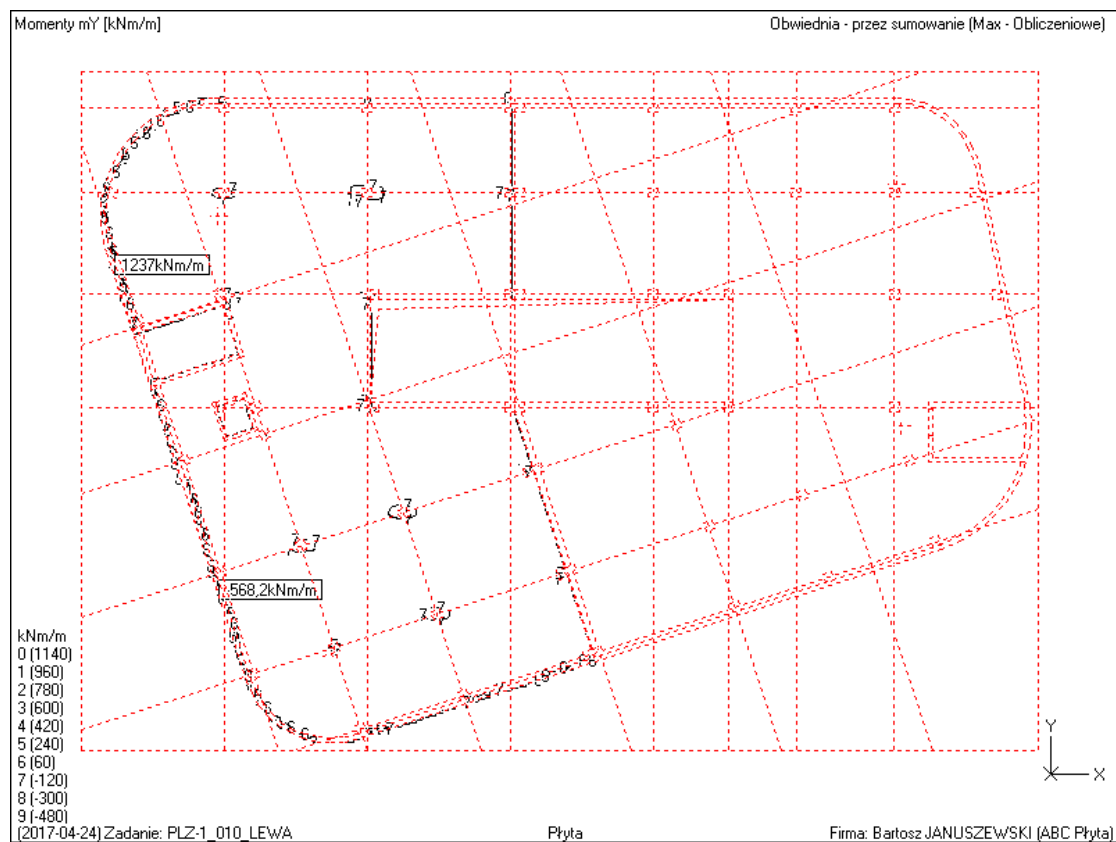 Momenty mY [kNm/m]
Obwiednia - przez sumowanie (Max - Obliczeniowe)
1237kNm/m
568,2kNm/m
kNm/m
0 (1140)
1 (960)
2 (780)
3 (600)
4 (420)
5 (240)
6 (60)
7 (-120)
8 (-300)
9 (-480)
Y
X
(2017-04-24) Zadanie: PLZ-1_010_LEWA
Płyta
Firma: Bartosz JANUSZEWSKI (ABC Płyta)